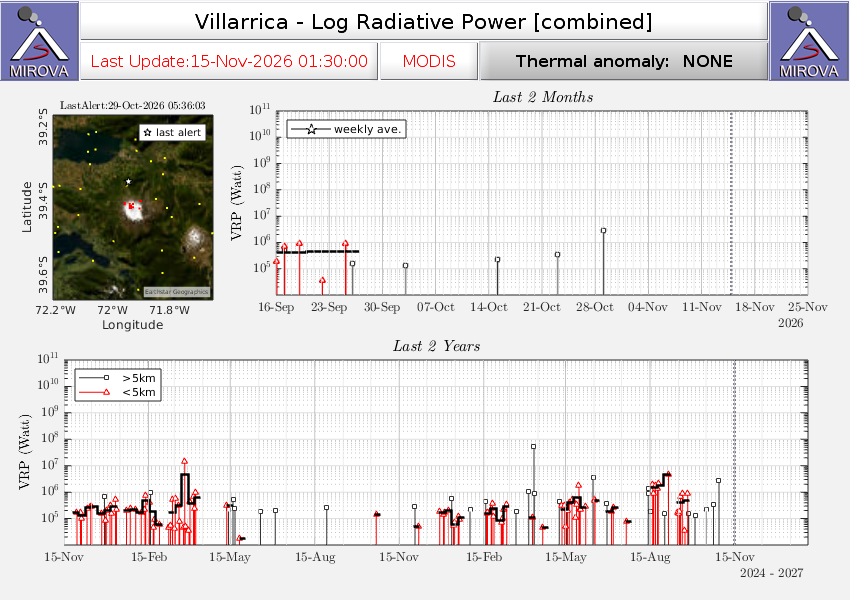 Villarrica - Log Radiative Power [combined]
MIROVA
Last Update:15-Nov-2026 01:30:00
MODIS
Thermal anomaly: NONE
MIROVA
LastAlert:29-Oct-2026 05:36:03
last alert
39.2°S
39.4°S
39.6°S
Latitude
Earthstar Geographics
72.2°W 72°W 71.8°W
Longitude
Last 2 Months
weekly ave.
VRP (Watt)
10^11
10^10
10^9
10^8
10^7
10^6
10^5
16-Sep 23-Sep 30-Sep 07-Oct 14-Oct 21-Oct 28-Oct 04-Nov 11-Nov 18-Nov 25-Nov
2026
Last 2 Years
>5km
<5km
VRP (Watt)
10^11
10^10
10^9
10^8
10^7
10^6
10^5
15-Nov 15-Feb 15-May 15-Aug 15-Nov 15-Feb 15-May 15-Aug 15-Nov
2024 - 2027